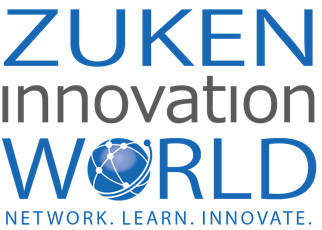 ZUKEN
innovation
WORLD
NETWORK. LEARN. INNOVATE.